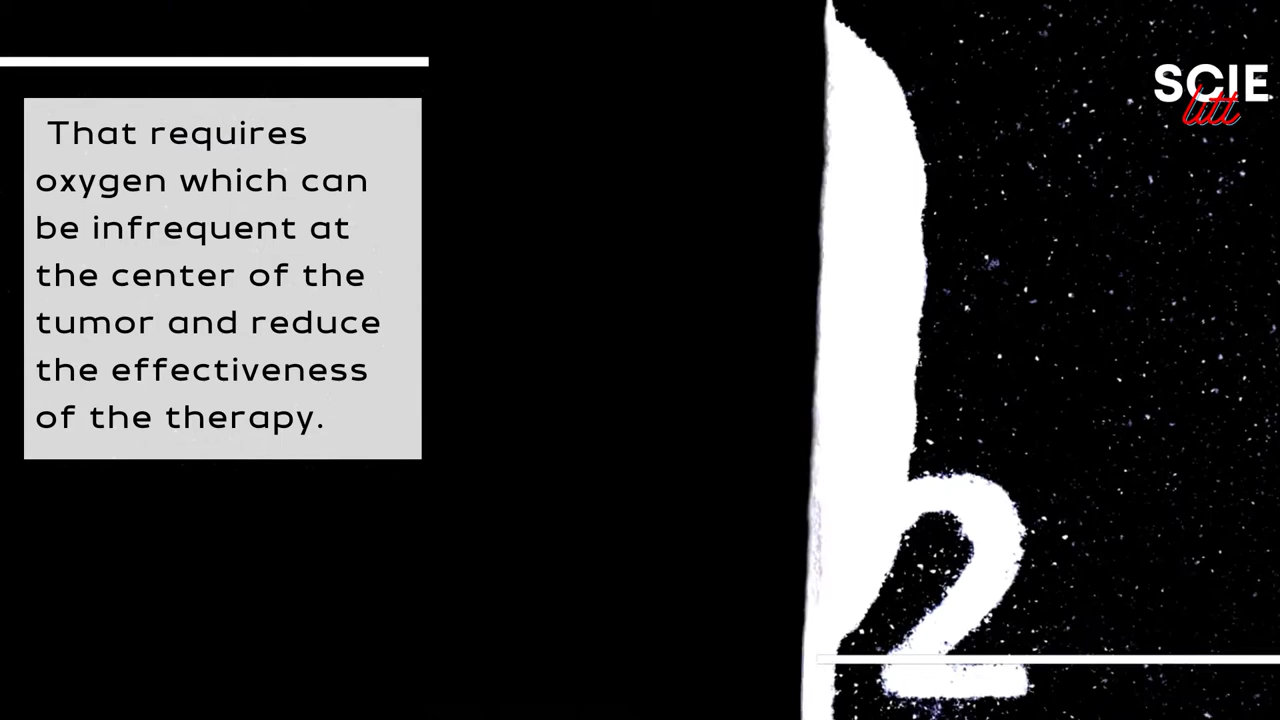 That requires
oxygen which can
be infrequent at
the center of the
tumor and reduce
the effectiveness
of the therapy.
SCIE
litt
2